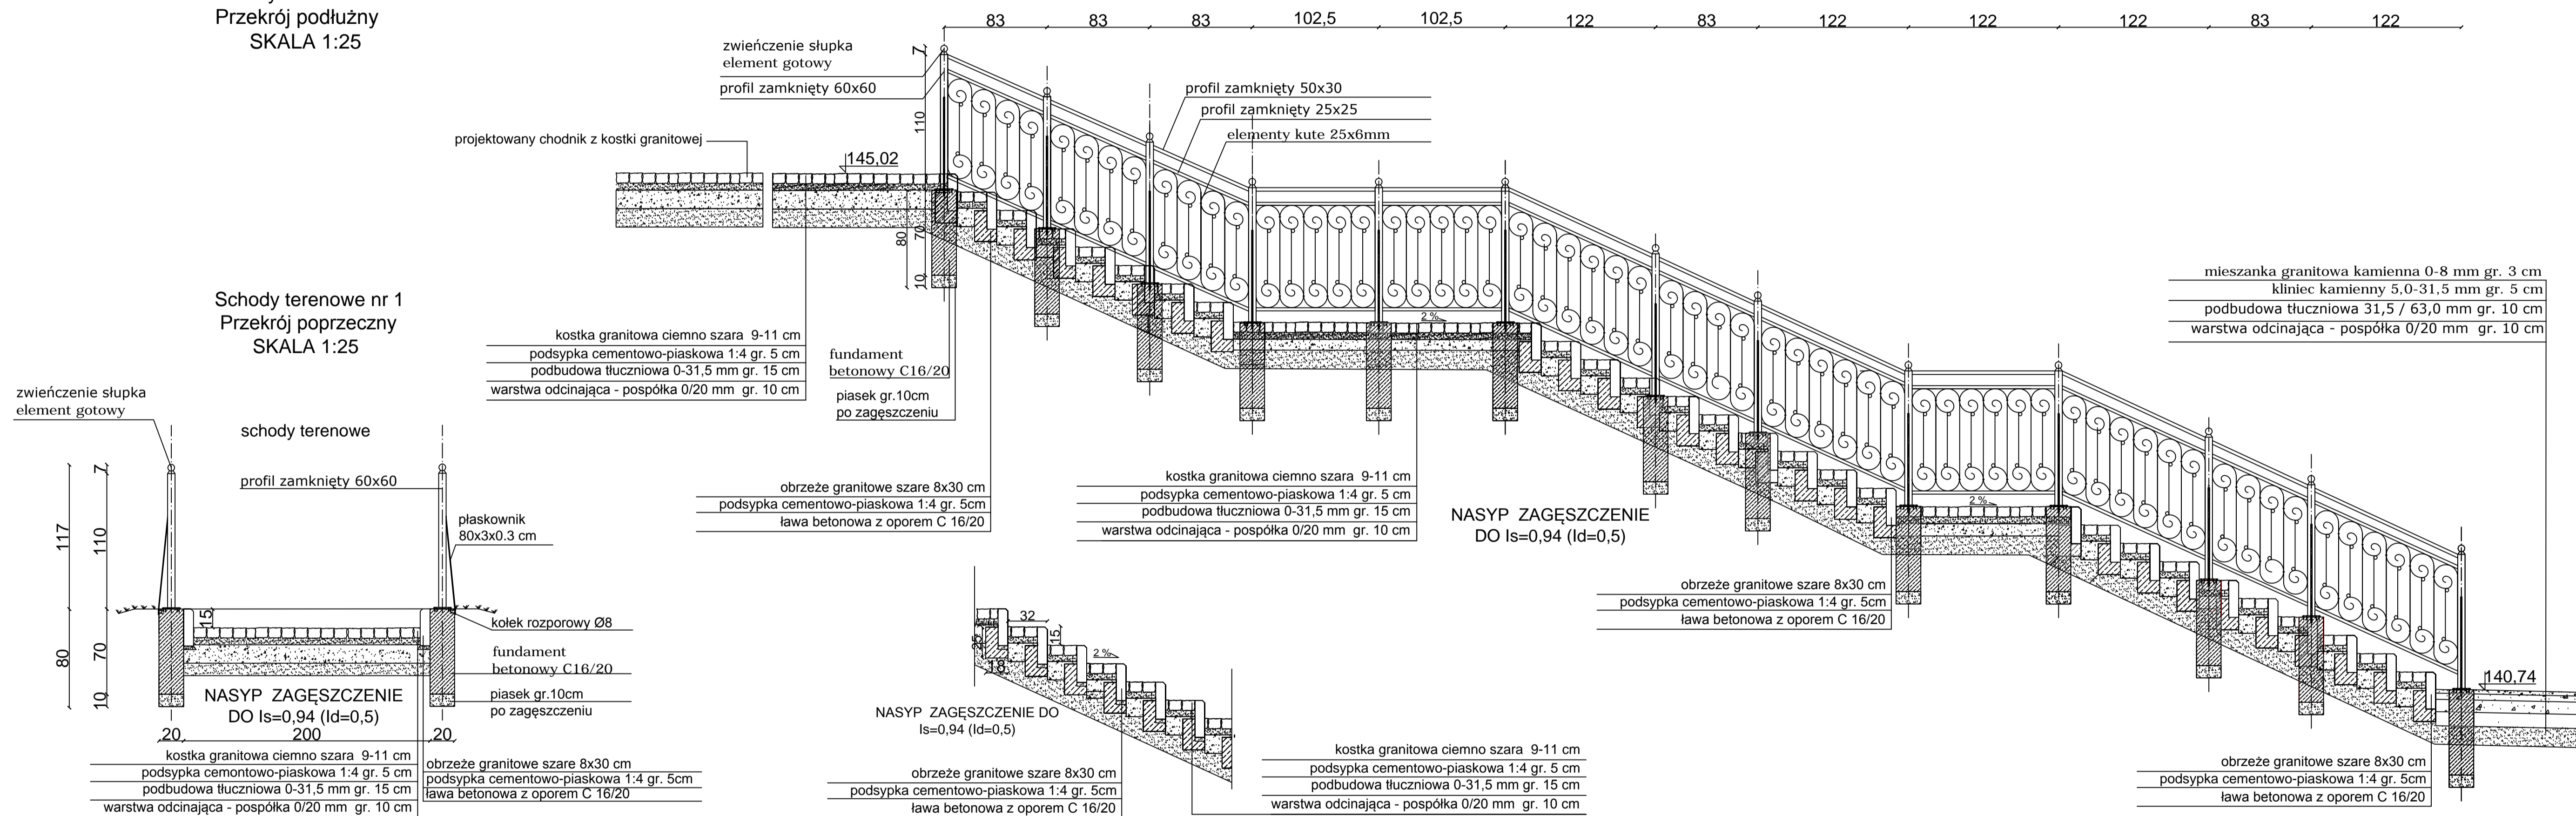 Przekrój podłużny
SKALA 1:25
83 83 83 102,5 102,5 122 83 122 122 122 83 122
zwieńczenie słupka
element gotowy
profil zamknięty 60x60
7
110
profil zamknięty 50x30
profil zamknięty 25x25
elementy kute 25x6mm
projektowany chodnik z kostki granitowej
145,02
80
70
10
kostka granitowa ciemno szara 9-11 cm
podsypka cementowo-piaskowa 1:4 gr. 5 cm
podbudowa tłuczniowa 0-31,5 mm gr. 15 cm
warstwa odcinająca - pospółka 0/20 mm gr. 10 cm
fundament
betonowy C16/20
piasek gr.10cm
po zagęszczeniu
2 %
mieszanka granitowa kamienna 0-8 mm gr. 3 cm
kliniec kamienny 5,0-31,5 mm gr. 5 cm
podbudowa tłuczniowa 31,5 / 63,0 mm gr. 10 cm
warstwa odcinająca - pospółka 0/20 mm gr. 10 cm
obrzeże granitowe szare 8x30 cm
podsypka cementowo-piaskowa 1:4 gr. 5cm
ława betonowa z oporem C 16/20
kostka granitowa ciemno szara 9-11 cm
podsypka cementowo-piaskowa 1:4 gr. 5 cm
podbudowa tłuczniowa 0-31,5 mm gr. 15 cm
warstwa odcinająca - pospółka 0/20 mm gr. 10 cm
NASYP ZAGĘSZCZENIE
DO Is=0,94 (Id=0,5)
2 %
obrzeże granitowe szare 8x30 cm
podsypka cementowo-piaskowa 1:4 gr. 5cm
ława betonowa z oporem C 16/20
140,74
obrzeże granitowe szare 8x30 cm
podsypka cementowo-piaskowa 1:4 gr. 5cm
ława betonowa z oporem C 16/20
Schody terenowe nr 1
Przekrój poprzeczny
SKALA 1:25
zwieńczenie słupka
element gotowy
schody terenowe
profil zamknięty 60x60
płaskownik
80x3x0.3 cm
7
117
110
15
kołek rozporowy Ø8
fundament
betonowy C16/20
80
70
10
piasek gr.10cm
po zagęszczeniu
NASYP ZAGĘSZCZENIE
DO Is=0,94 (Id=0,5)
20 200 20
kostka granitowa ciemno szara 9-11 cm
podsypka cemontowo-piaskowa 1:4 gr. 5 cm
podbudowa tłuczniowa 0-31,5 mm gr. 15 cm
warstwa odcinająca - pospółka 0/20 mm gr. 10 cm
obrzeże granitowe szare 8x30 cm
podsypka cementowo-piaskowa 1:4 gr. 5cm
ława betonowa z oporem C 16/20
32
15
25
18
2 %
NASYP ZAGĘSZCZENIE DO
Is=0,94 (Id=0,5)
obrzeże granitowe szare 8x30 cm
podsypka cementowo-piaskowa 1:4 gr. 5cm
ława betonowa z oporem C 16/20
kostka granitowa ciemno szara 9-11 cm
podsypka cementowo-piaskowa 1:4 gr. 5 cm
podbudowa tłuczniowa 0-31,5 mm gr. 15 cm
warstwa odcinająca - pospółka 0/20 mm gr. 10 cm